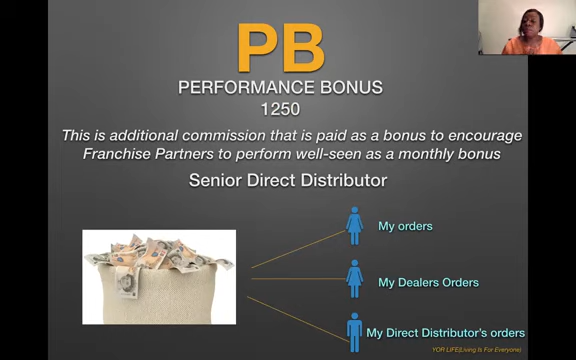 PB
PERFORMANCE BONUS
1250
This is additional commission that is paid as a bonus to encourage
Franchise Partners to perform well-seen as a monthly bonus
Senior Direct Distributor
My orders
My Dealers Orders
My Direct Distributor's orders
YOR LIFE(Living Is For Everyone)